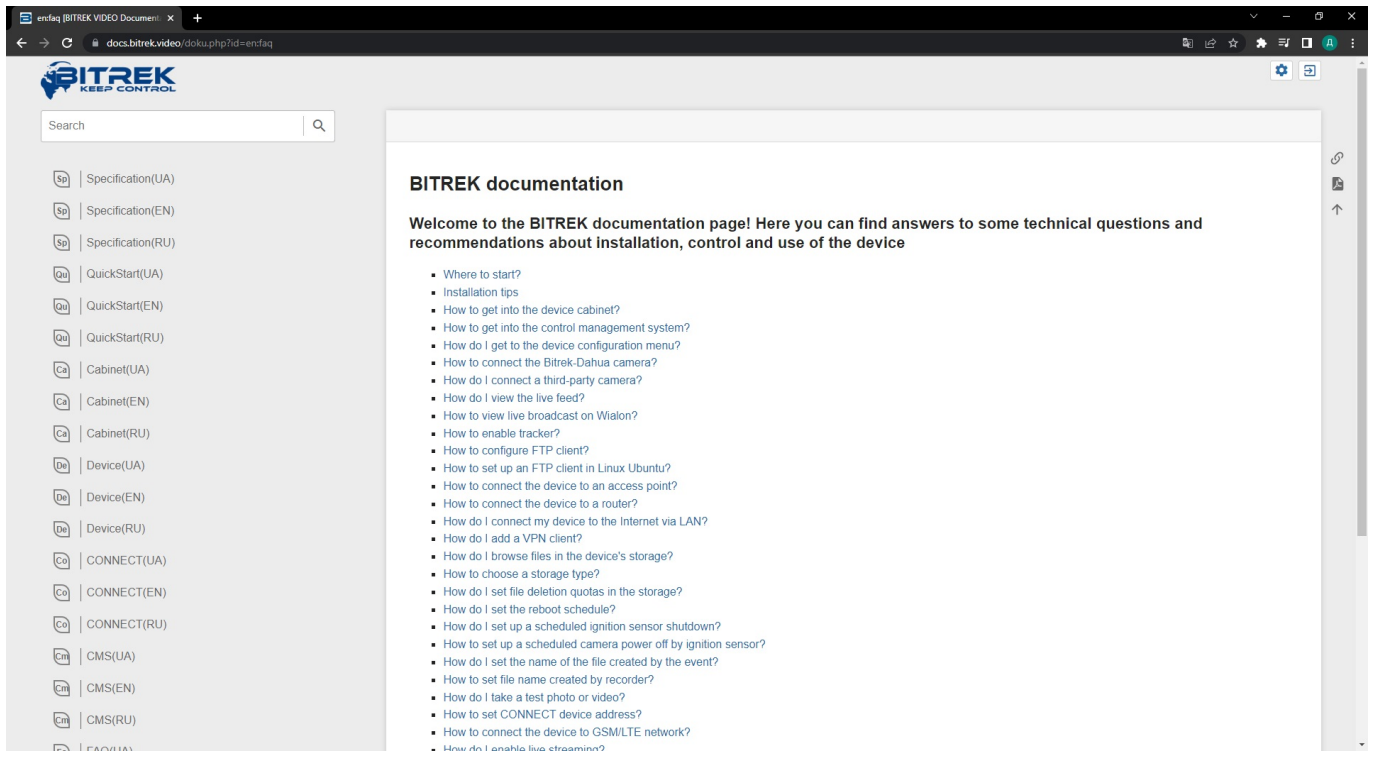 en:faq [BITREK VIDEO Document
docs.bitrek.video/doku.php?id=en:faq
Д
BITREK
KEEP CONTROL
Search
Sp Specification(UA)
Sp Specification(EN)
Sp Specification(RU)
Qu QuickStart(UA)
Qu QuickStart(EN)
Qu QuickStart(RU)
Ca Cabinet(UA)
Ca Cabinet(EN)
Ca Cabinet(RU)
De Device(UA)
De Device(EN)
De Device(RU)
Co CONNECT(UA)
Co CONNECT(EN)
Co CONNECT(RU)
Cm CMS(UA)
Cm CMS(EN)
Cm CMS(RU)
FAQ(UA)
BITREK documentation
Welcome to the BITREK documentation page! Here you can find answers to some technical questions and
recommendations about installation, control and use of the device
Where to start?
Installation tips
How to get into the device cabinet?
How to get into the control management system?
How do I get to the device configuration menu?
How to connect the Bitrek-Dahua camera?
How do I connect a third-party camera?
How do I view the live feed?
How to view live broadcast on Wialon?
How to enable tracker?
How to configure FTP client?
How to set up an FTP client in Linux Ubuntu?
How to connect the device to an access point?
How to connect the device to a router?
How do I connect my device to the Internet via LAN?
How do I add a VPN client?
How do I browse files in the device's storage?
How to choose a storage type?
How do I set file deletion quotas in the storage?
How do I set the reboot schedule?
How do I set up a scheduled ignition sensor shutdown?
How to set up a scheduled camera power off by ignition sensor?
How do I set the name of the file created by the event?
How to set file name created by recorder?
How do I take a test photo or video?
How to set CONNECT device address?
How to connect the device to GSM/LTE network?
How do I enable live streaming?